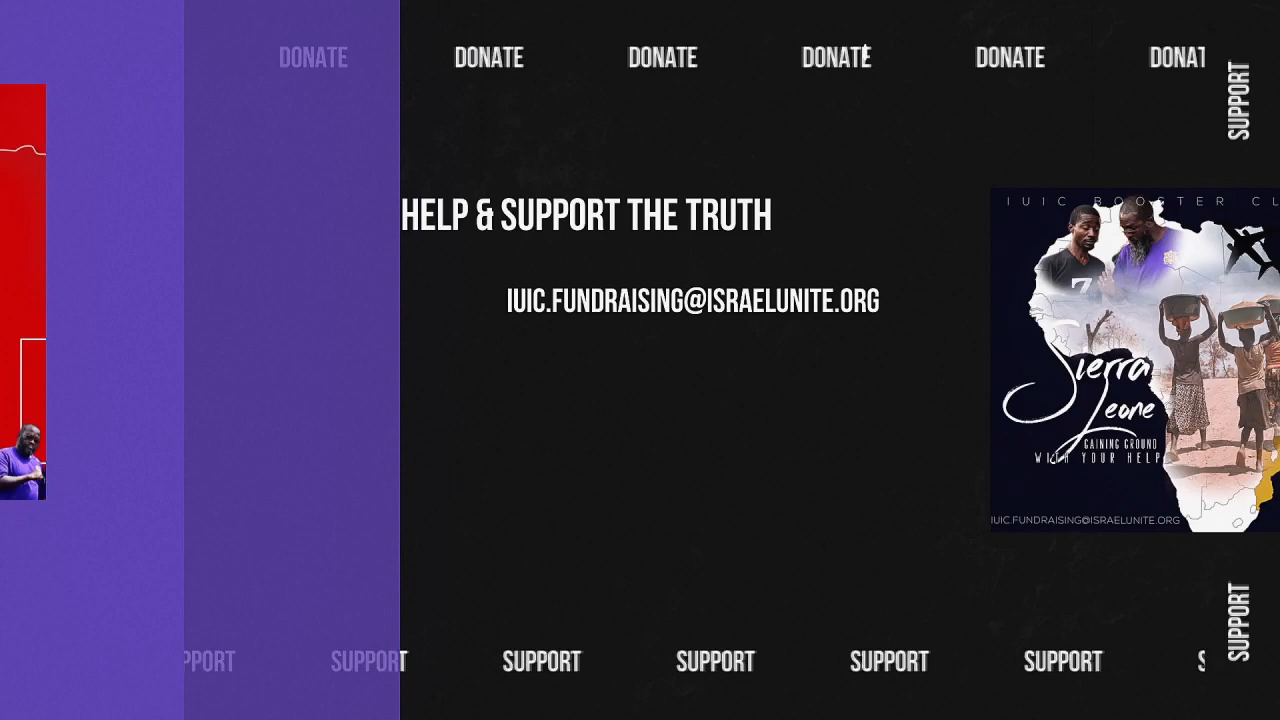 DONATE DONATE DONATE DONATE DONATE DONAT
SUPPORT
HELP & SUPPORT THE TRUTH
IUIC.FUNDRAISING@ISRAELUNITE.ORG
IUIC BOOSTER CL
7
Sierra
Leone
GAINING GROUND
WITH YOUR HELP
IUIC.FUNDRAISING@ISRAELUNITE.ORG
SUPPORT
PPORT SUPPORT SUPPORT SUPPORT SUPPORT SUPPORT S